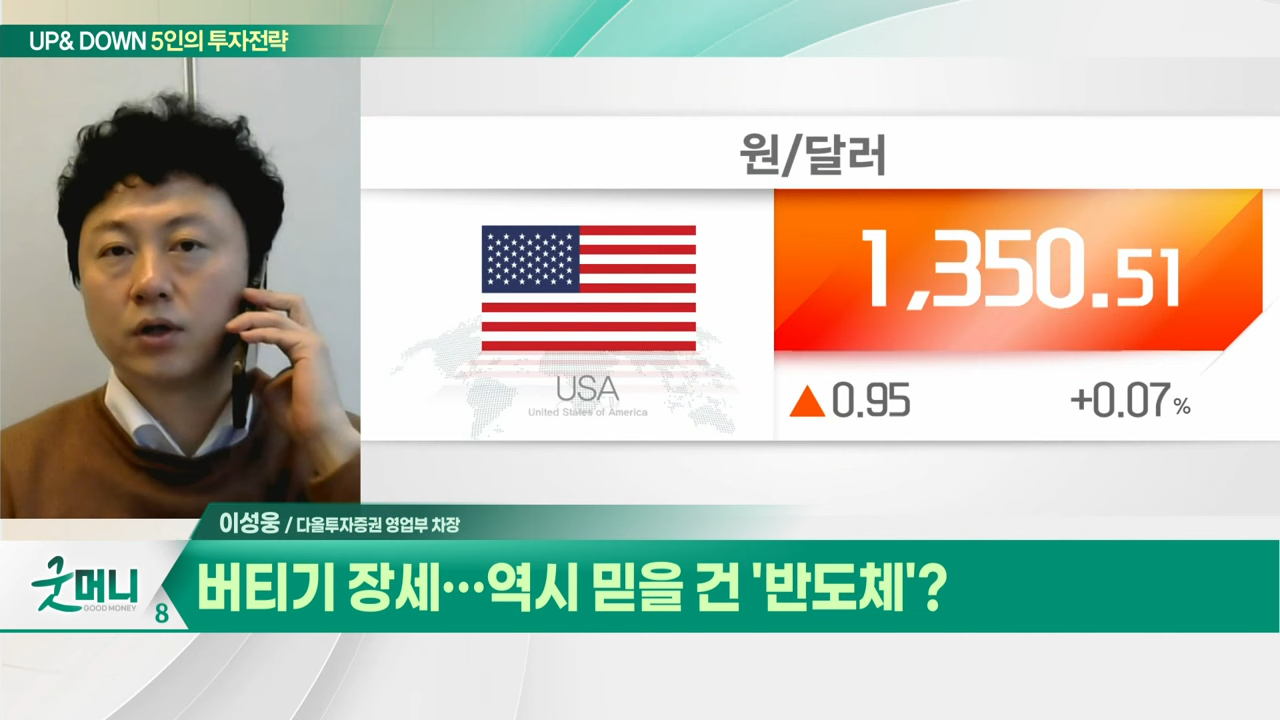 UP& DOWN 5인의 투자전략
원/달러
1,350.51
USA
United States of America
▲0.95 +0.07%
이성웅 / 다올투자증권 영업부 차장
굿머니
GOOD MONEY
8
버티기 장세…역시 믿을 건 '반도체'?